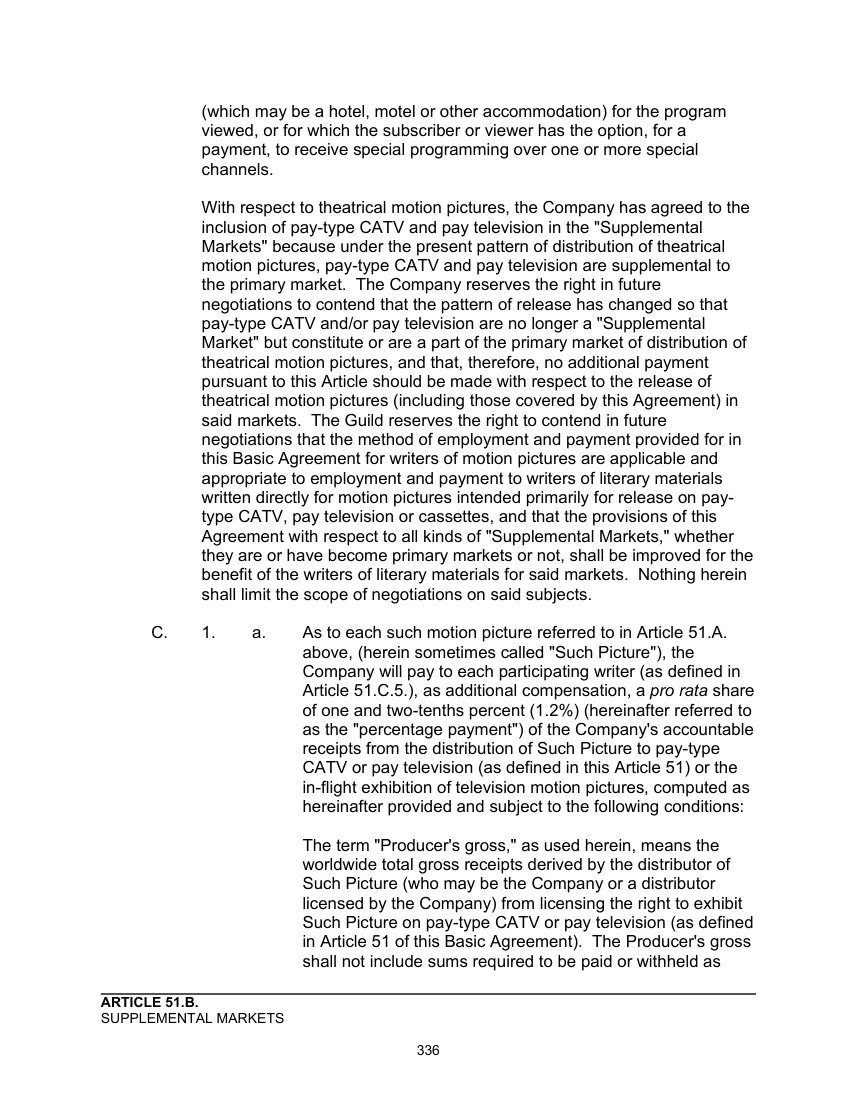 (which may be a hotel, motel or other accommodation) for the program
viewed, or for which the subscriber or viewer has the option, for a
payment, to receive special programming over one or more special
channels.
With respect to theatrical motion pictures, the Company has agreed to the
inclusion of pay-type CATV and pay television in the "Supplemental
Markets" because under the present pattern of distribution of theatrical
motion pictures, pay-type CATV and pay television are supplemental to
the primary market.  The Company reserves the right in future
negotiations to contend that the pattern of release has changed so that
pay-type CATV and/or pay television are no longer a "Supplemental
Market" but constitute or are a part of the primary market of distribution of
theatrical motion pictures, and that, therefore, no additional payment
pursuant to this Article should be made with respect to the release of
theatrical motion pictures (including those covered by this Agreement) in
said markets.  The Guild reserves the right to contend in future
negotiations that the method of employment and payment provided for in
this Basic Agreement for writers of motion pictures are applicable and
appropriate to employment and payment to writers of literary materials
written directly for motion pictures intended primarily for release on pay-
type CATV, pay television or cassettes, and that the provisions of this
Agreement with respect to all kinds of "Supplemental Markets," whether
they are or have become primary markets or not, shall be improved for the
benefit of the writers of literary materials for said markets.  Nothing herein
shall limit the scope of negotiations on said subjects.
C. 1. a. As to each such motion picture referred to in Article 51.A.
above, (herein sometimes called "Such Picture"), the
Company will pay to each participating writer (as defined in
Article 51.C.5.), as additional compensation, a pro rata share
of one and two-tenths percent (1.2%) (hereinafter referred to
as the "percentage payment") of the Company's accountable
receipts from the distribution of Such Picture to pay-type
CATV or pay television (as defined in this Article 51) or the
in-flight exhibition of television motion pictures, computed as
hereinafter provided and subject to the following conditions:
The term "Producer's gross," as used herein, means the
worldwide total gross receipts derived by the distributor of
Such Picture (who may be the Company or a distributor
licensed by the Company) from licensing the right to exhibit
Such Picture on pay-type CATV or pay television (as defined
in Article 51 of this Basic Agreement).  The Producer's gross
shall not include sums required to be paid or withheld as
ARTICLE 51.B.
SUPPLEMENTAL MARKETS
336